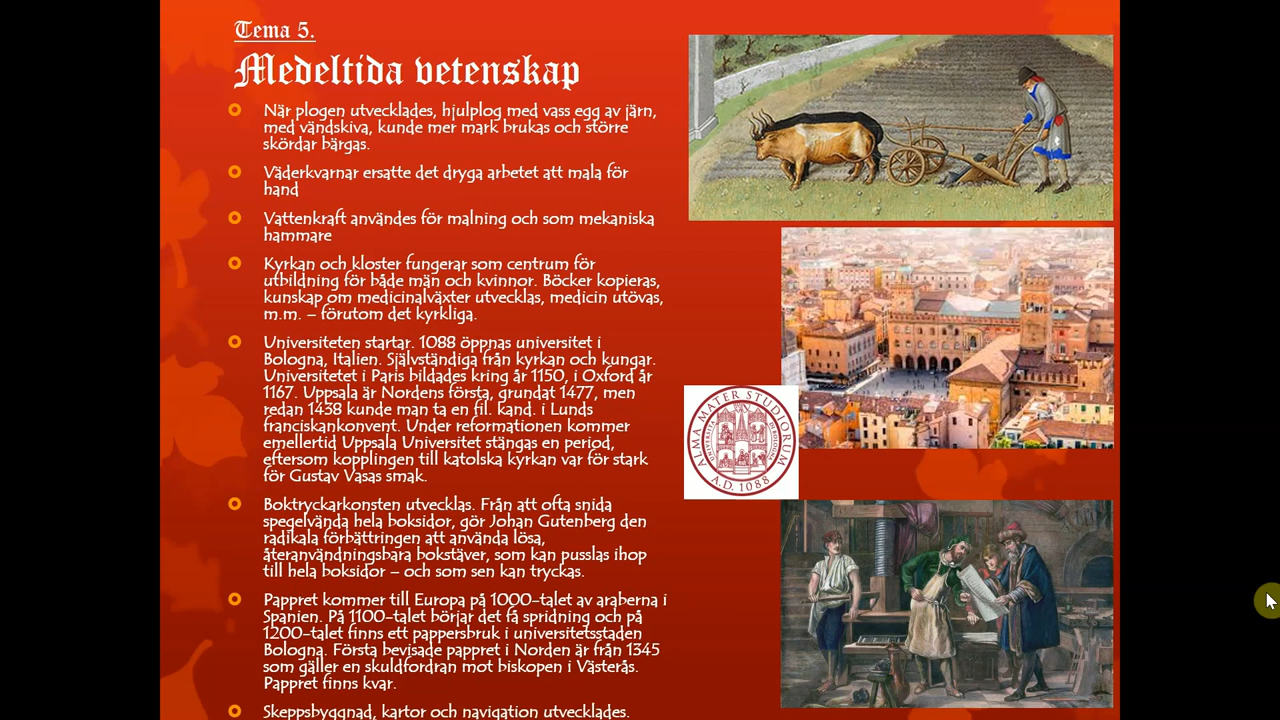 Tema 5.
Medeltida vetenskap
När plogen utvecklades, hjulplog med vass egg av järn,
med vändskiva, kunde mer mark brukas och större
skördar bärgas.
Väderkvarnar ersatte det dryga arbetet att mala för
hand
Vattenkraft användes för malning och som mekaniska
hammare
Kyrkan och kloster fungerar som centrum för
utbildning för både män och kvinnor. Böcker kopieras,
kunskap om medicinalväxter utvecklas, medicin utövas,
m.m. – förutom det kyrkliga.
Universiteten startar. 1088 öppnas universitet i
Bologna, Italien. Självständiga från kyrkan och kungar.
Universitetet i Paris bildades kring år 1150, i Oxford år
1167. Uppsala är Nordens första, grundat 1477, men
redan 1438 kunde man ta en fil. kand. i Lunds
franciskankonvent. Under reformationen kommer
emellertid Uppsala Universitet stängas en period,
eftersom kopplingen till katolska kyrkan var för stark
för Gustav Vasas smak.
ALMA MATER STUDIORUM
A.D. 1088
Boktryckarkonsten utvecklas. Från att ofta snida
spegelvända hela boksidor, gör Johan Gutenberg den
radikala förbättringen att använda lösa,
återanvändningsbara bokstäver, som kan pusslas ihop
till hela boksidor – och som sen kan tryckas.
Pappret kommer till Europa på 1000-talet av araberna i
Spanien. På 1100-talet börjar det få spridning och på
1200-talet finns ett pappersbruk i universitetsstaden
Bologna. Första bevisade pappret i Norden är från 1345
som gäller en skuldfordran mot biskopen i Västerås.
Pappret finns kvar.
Skeppsbyggnad, kartor och navigation utvecklades.